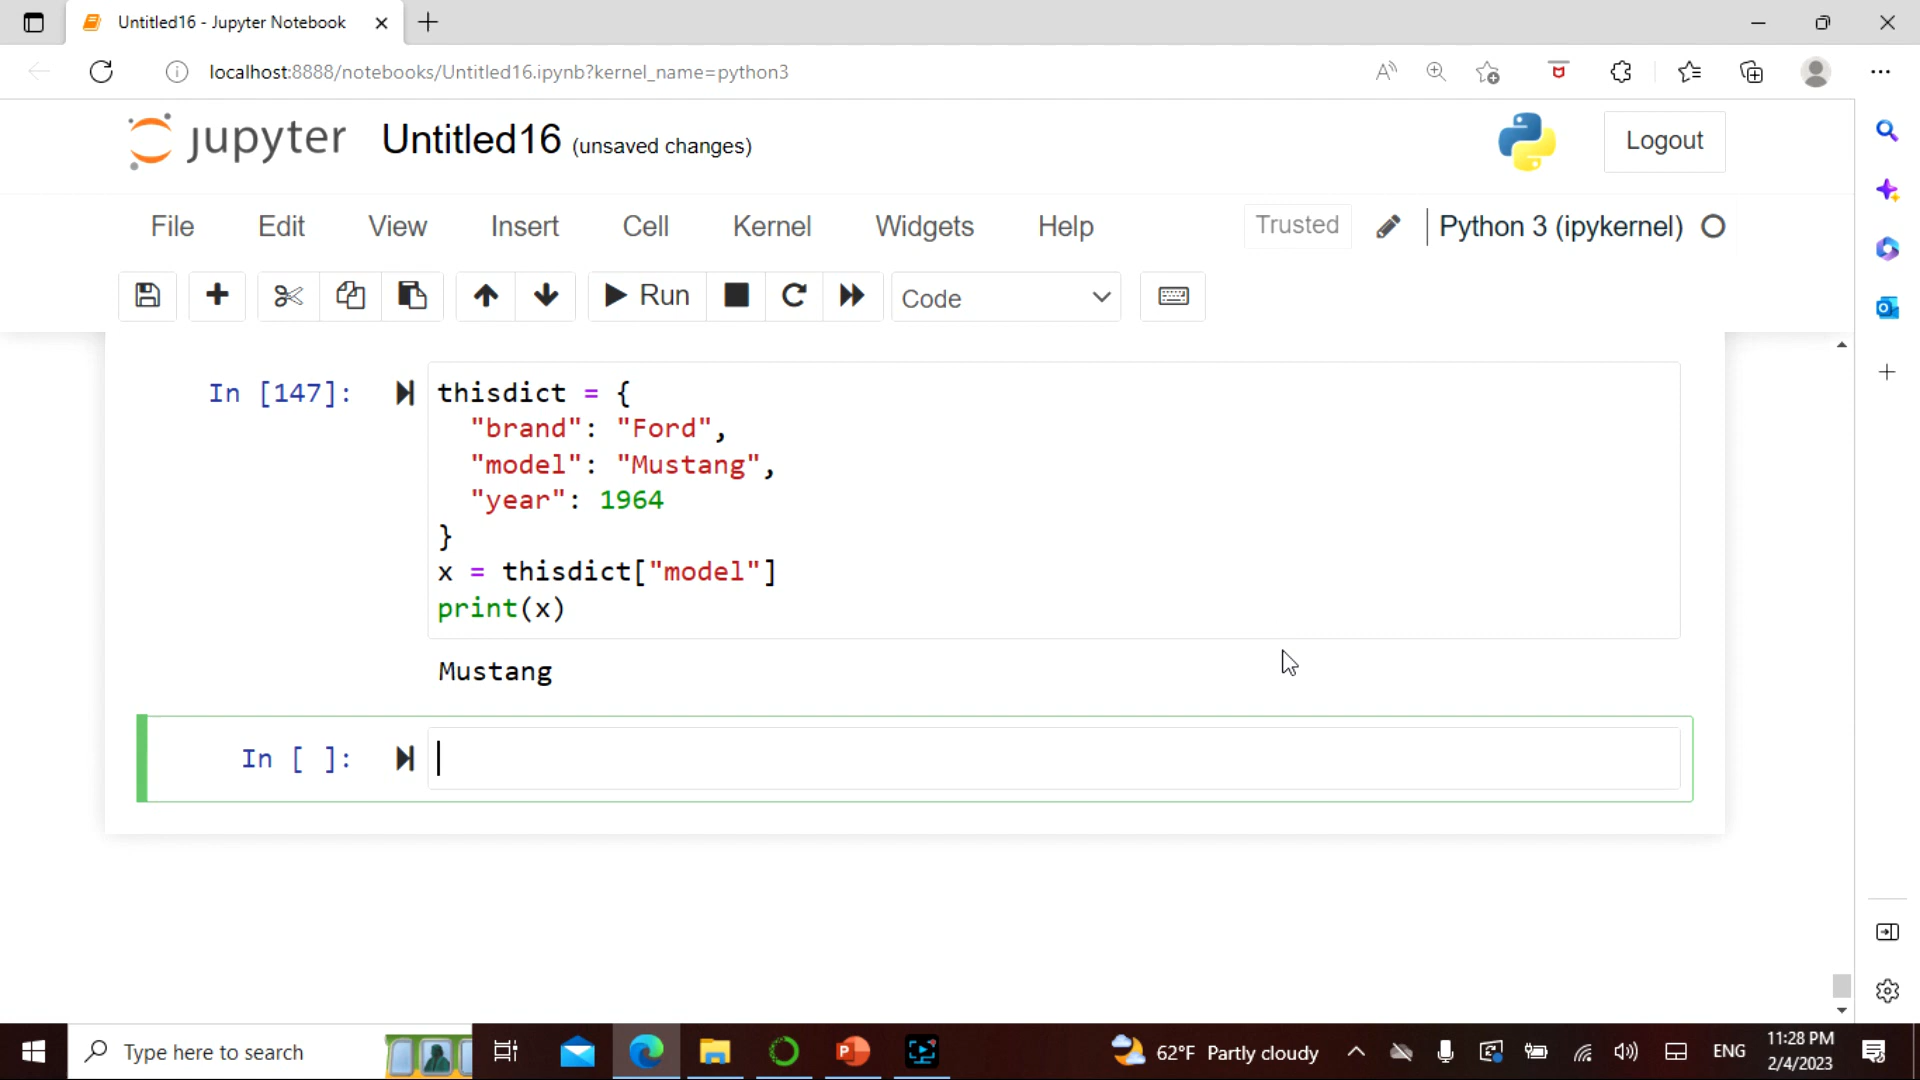 Untitled16 - Jupyter Notebook
localhost:8888/notebooks/Untitled16.ipynb?kernel_name=python3
jupyter Untitled16 (unsaved changes)
Logout
File Edit View Insert Cell Kernel Widgets Help Trusted Python 3 (ipykernel)
Run Code
In [147]: thisdict = {
"brand": "Ford",
"model": "Mustang",
"year": 1964
}
x = thisdict["model"]
print(x)
Mustang
In [ ]:
Type here to search
62°F Partly cloudy
ENG
11:28 PM
2/4/2023